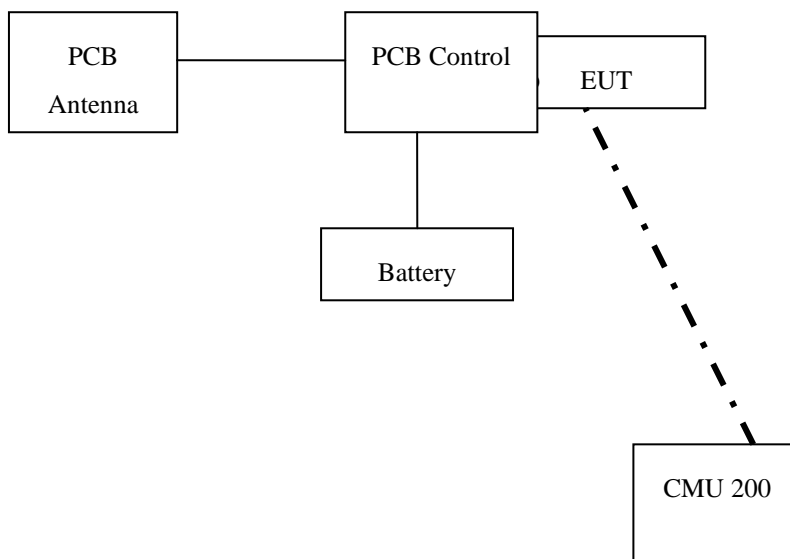 PCB
Antenna
PCB Control
EUT
Battery
CMU 200